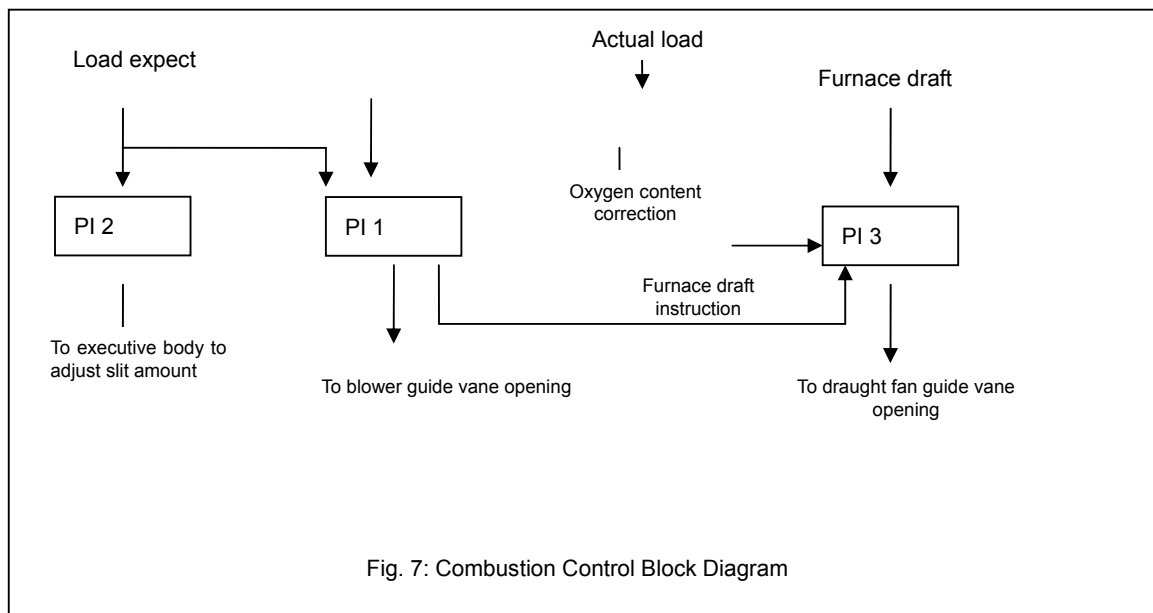 Actual load
Load expect
Furnace draft
Oxygen content
correction
PI 2
PI 1
PI 3
Furnace draft
instruction
To executive body to
adjust slit amount
To blower guide vane opening
To draught fan guide vane
opening
Fig. 7: Combustion Control Block Diagram